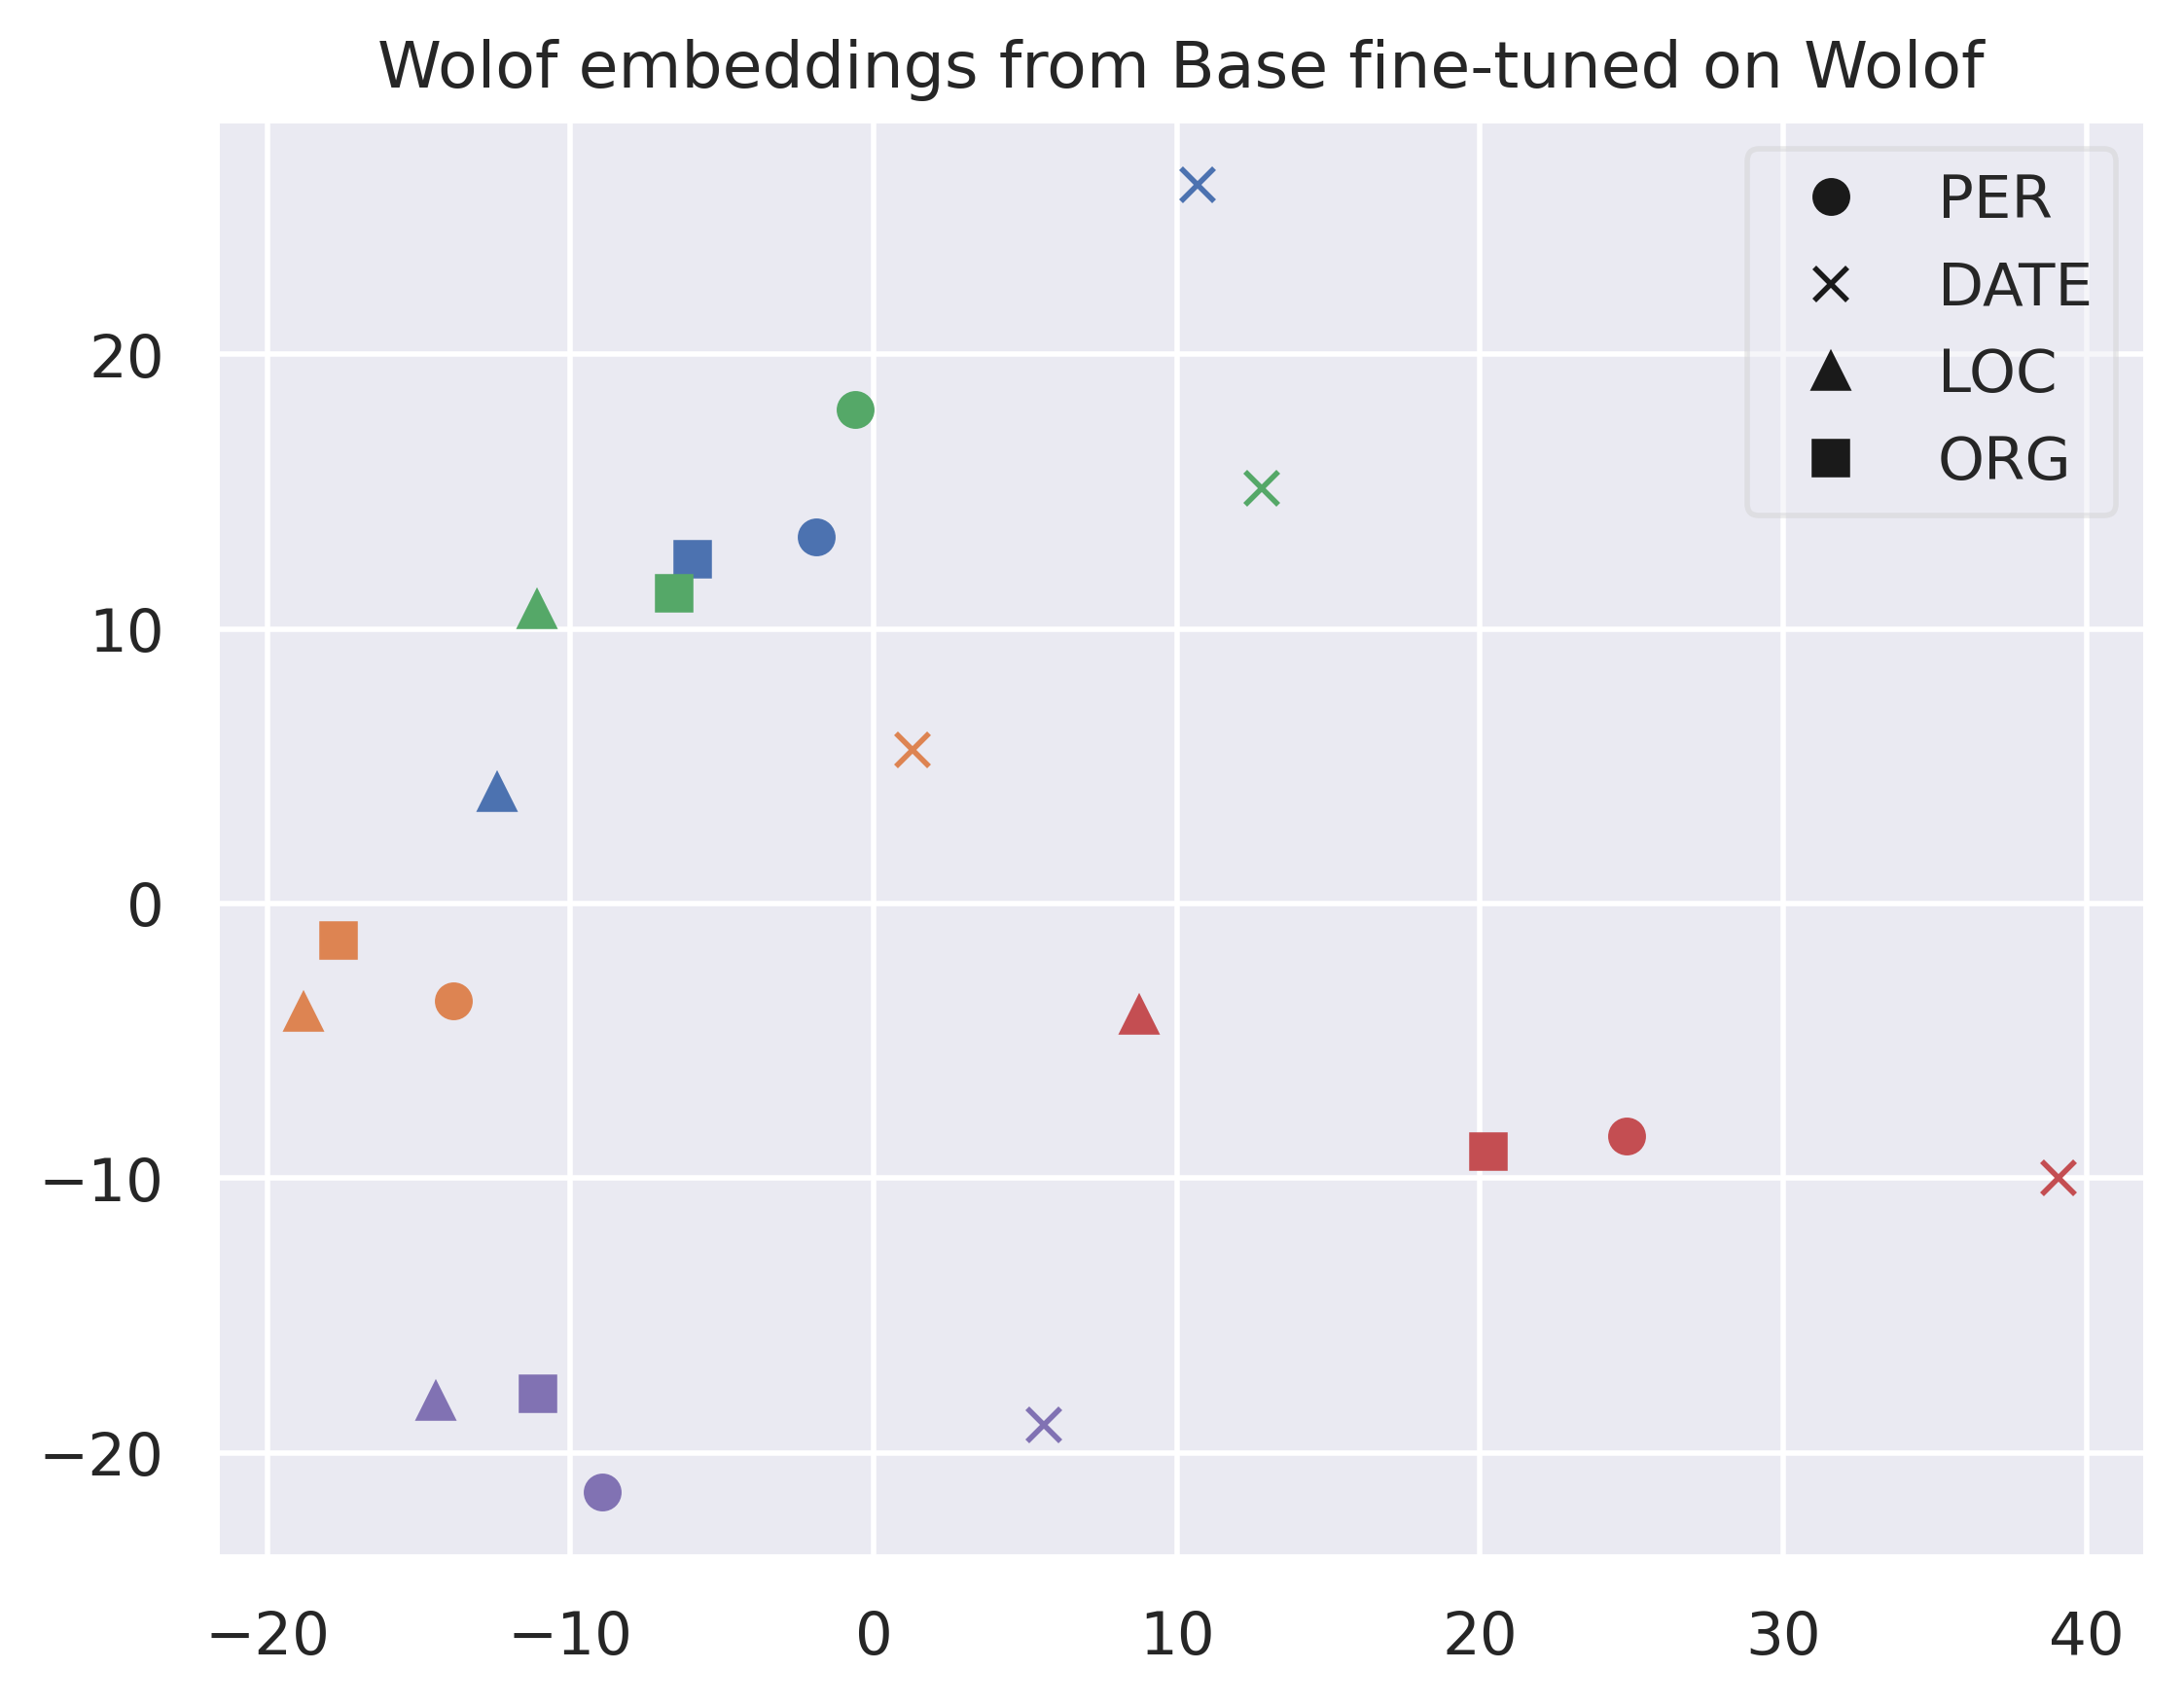 Wolof embeddings from Base fine-tuned on Wolof
PER
DATE
LOC
ORG
20
10
0
−10
−20
−20 −10 0 10 20 30 40